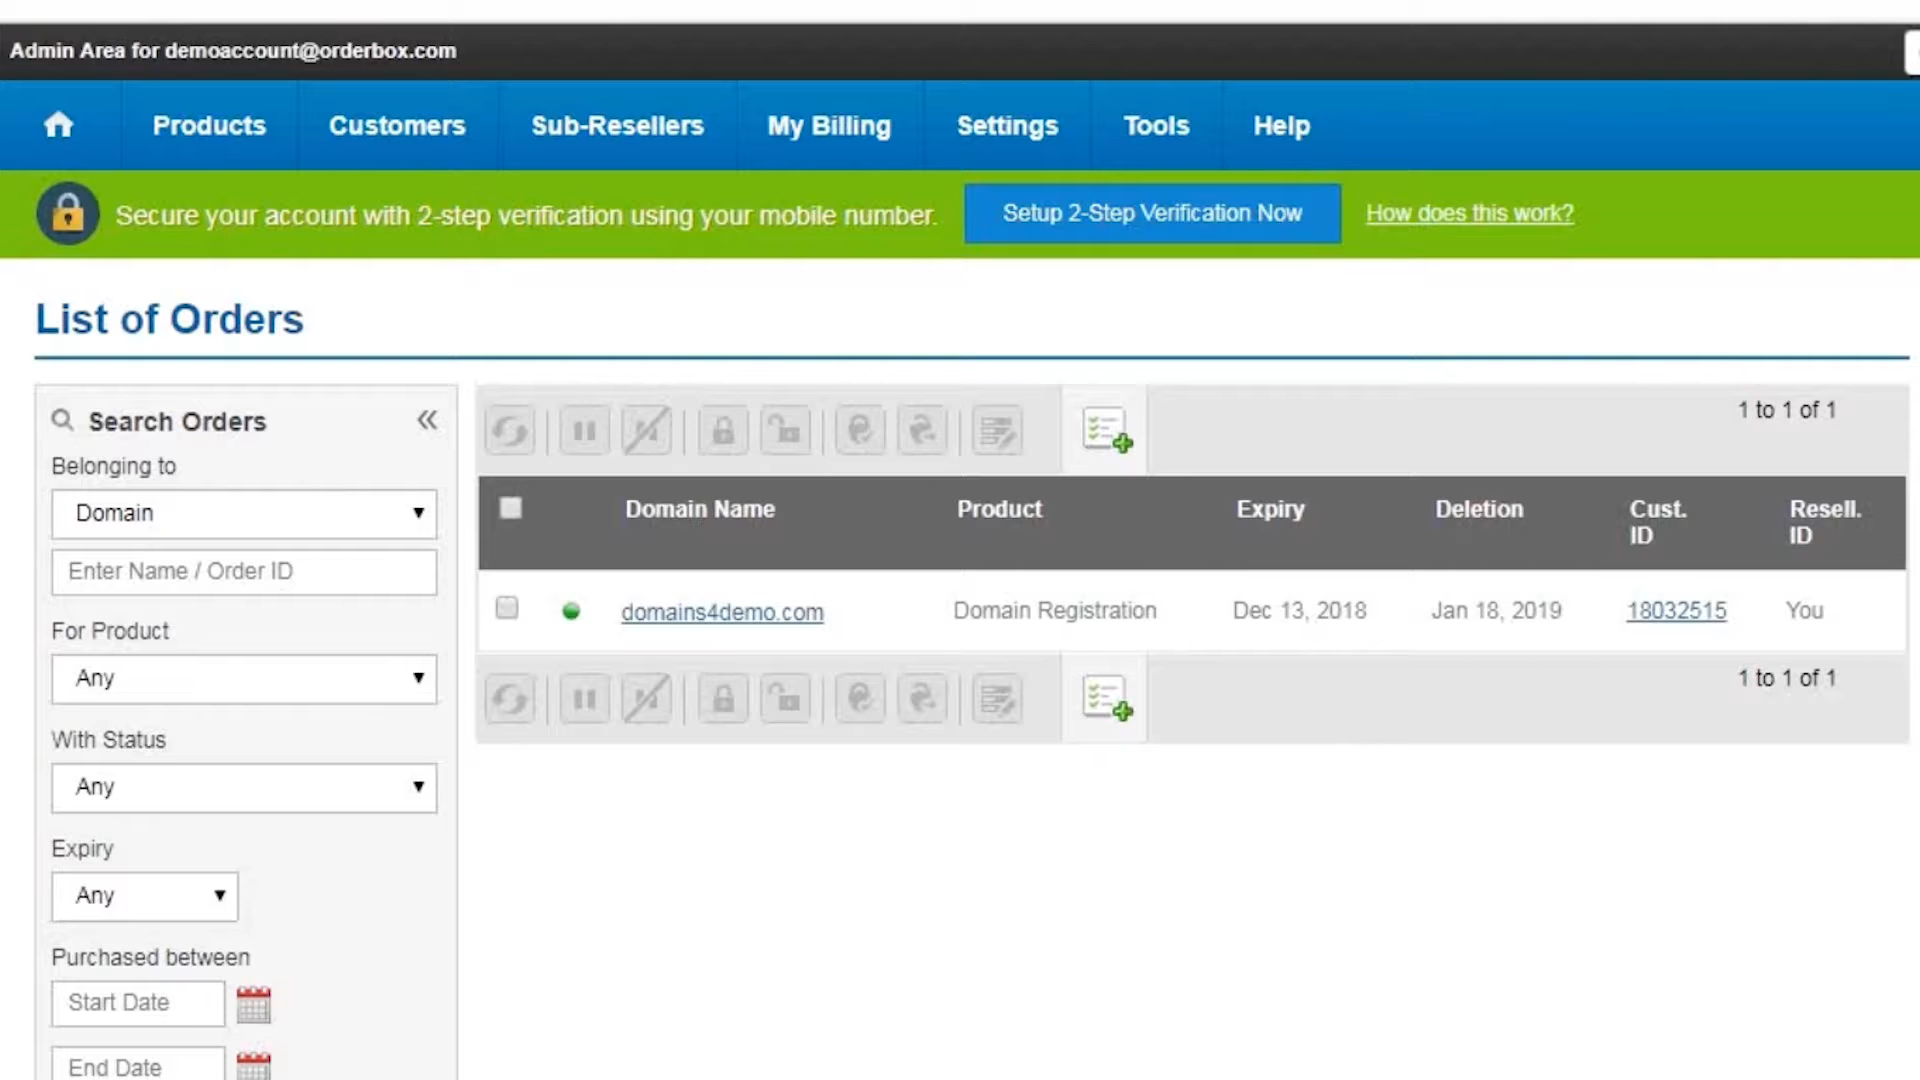 Admin Area for demoaccount@orderbox.com
Products Customers Sub-Resellers My Billing Settings Tools Help
Secure your account with 2-step verification using your mobile number. Setup 2-Step Verification Now How does this work?
List of Orders
Search Orders
Belonging to
Domain
Enter Name / Order ID
For Product
Any
With Status
Any
Expiry
Any
Purchased between
Start Date
End Date
1 to 1 of 1
Domain Name Product Expiry Deletion Cust. ID Resell. ID
domains4demo.com Domain Registration Dec 13, 2018 Jan 18, 2019 18032515 You
1 to 1 of 1